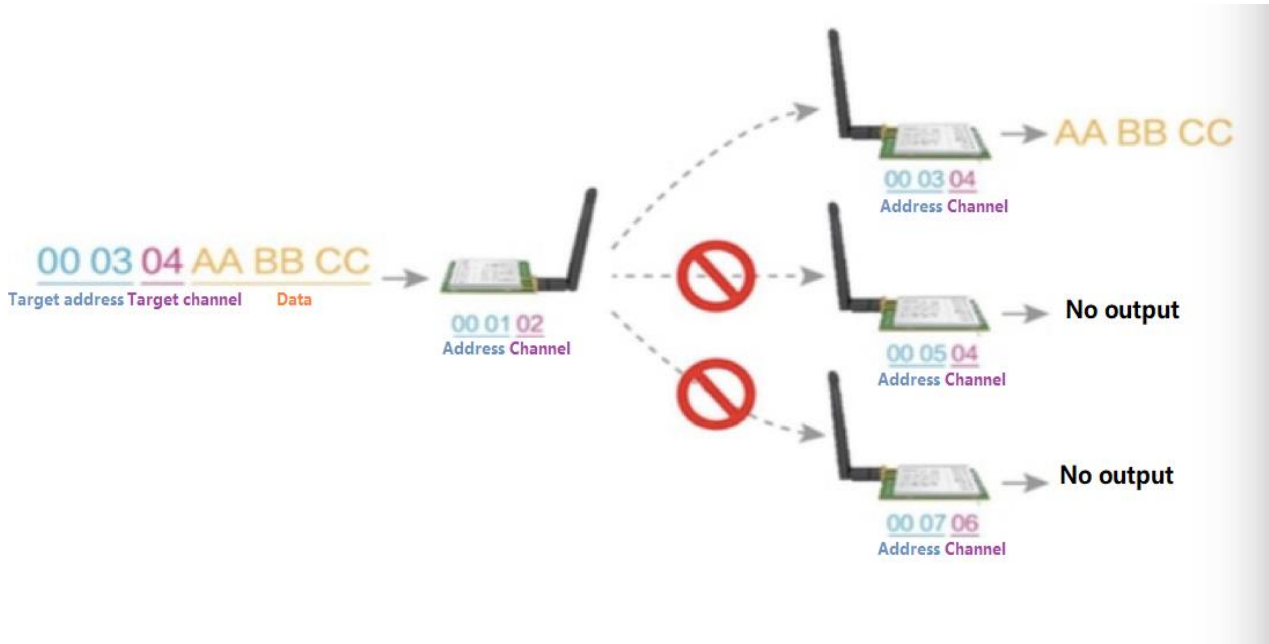 00 03 04 AA BB CC
Target address Target channel Data
00 01 02
Address Channel
AA BB CC
00 03 04
Address Channel
No output
00 05 04
Address Channel
No output
00 07 06
Address Channel